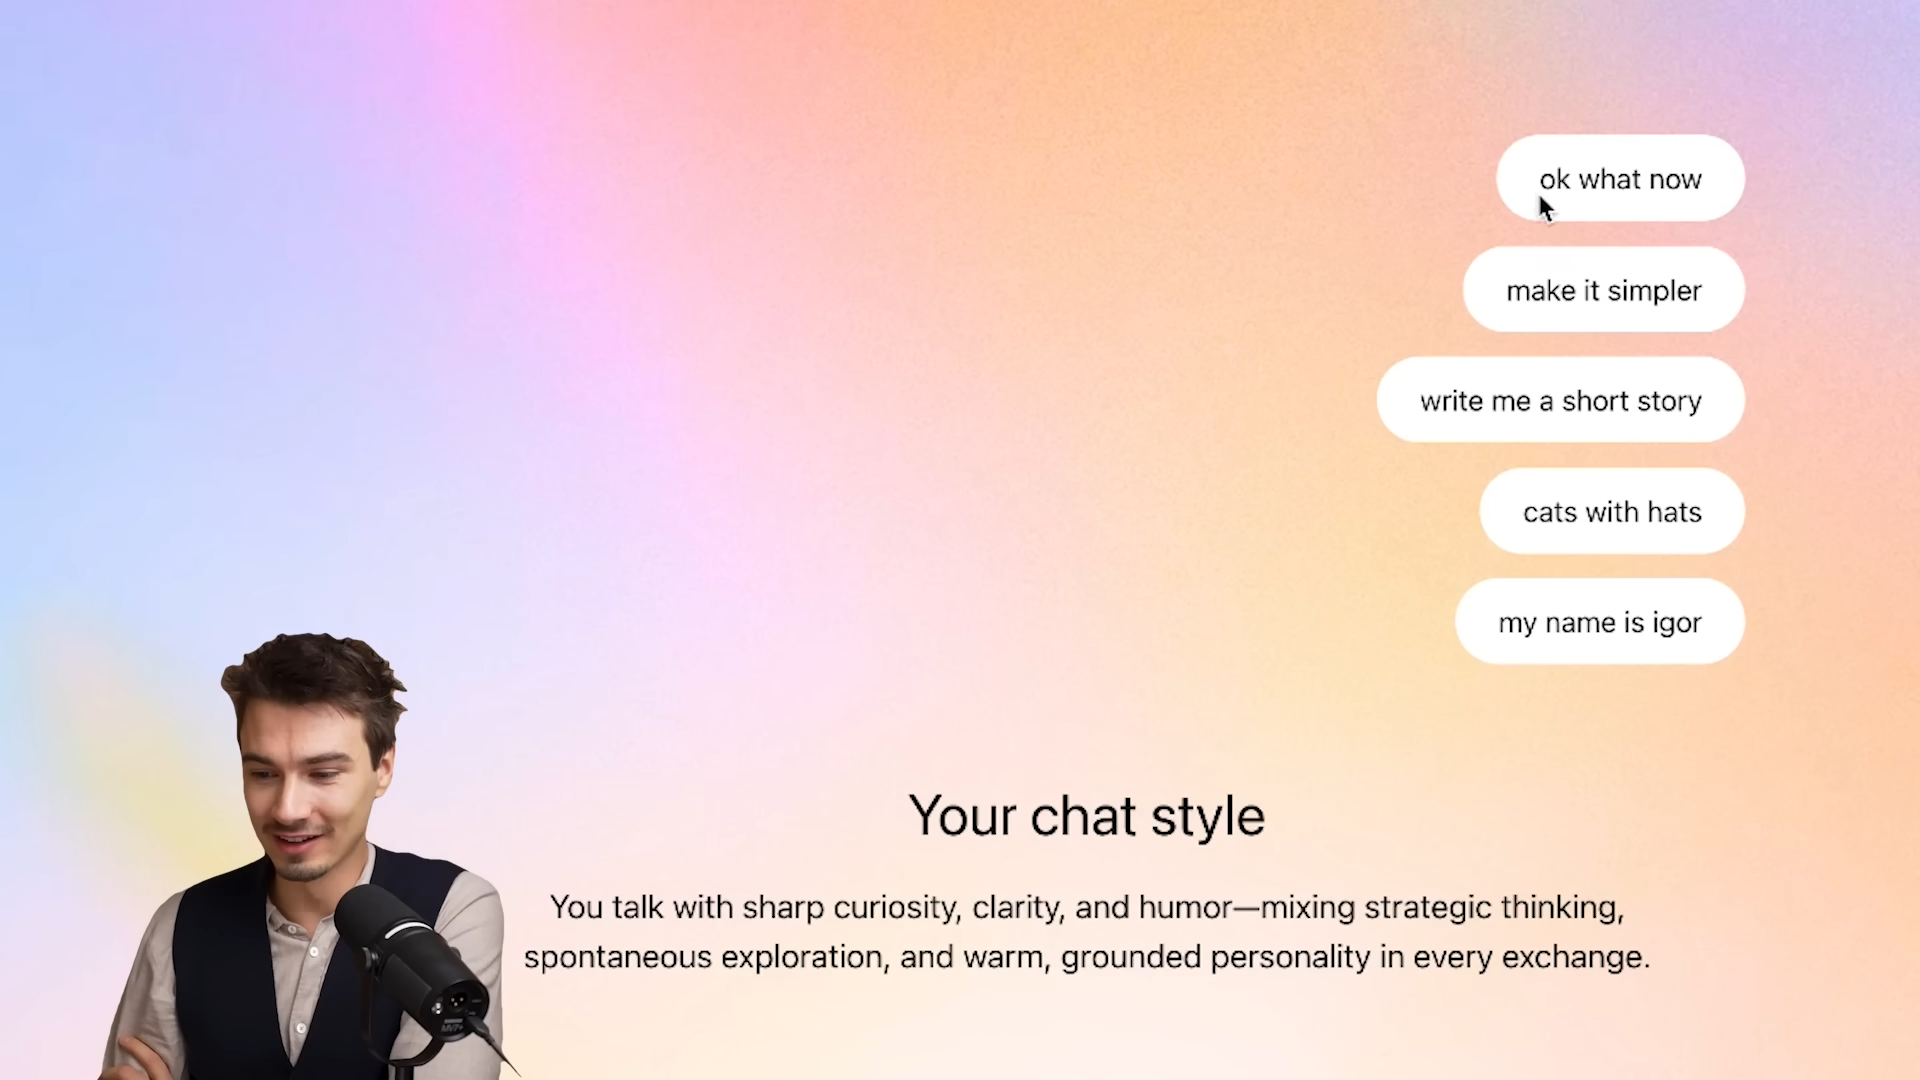 ok what now
make it simpler
write me a short story
cats with hats
my name is igor
Your chat style
You talk with sharp curiosity, clarity, and humor—mixing strategic thinking,
spontaneous exploration, and warm, grounded personality in every exchange.
MV7+